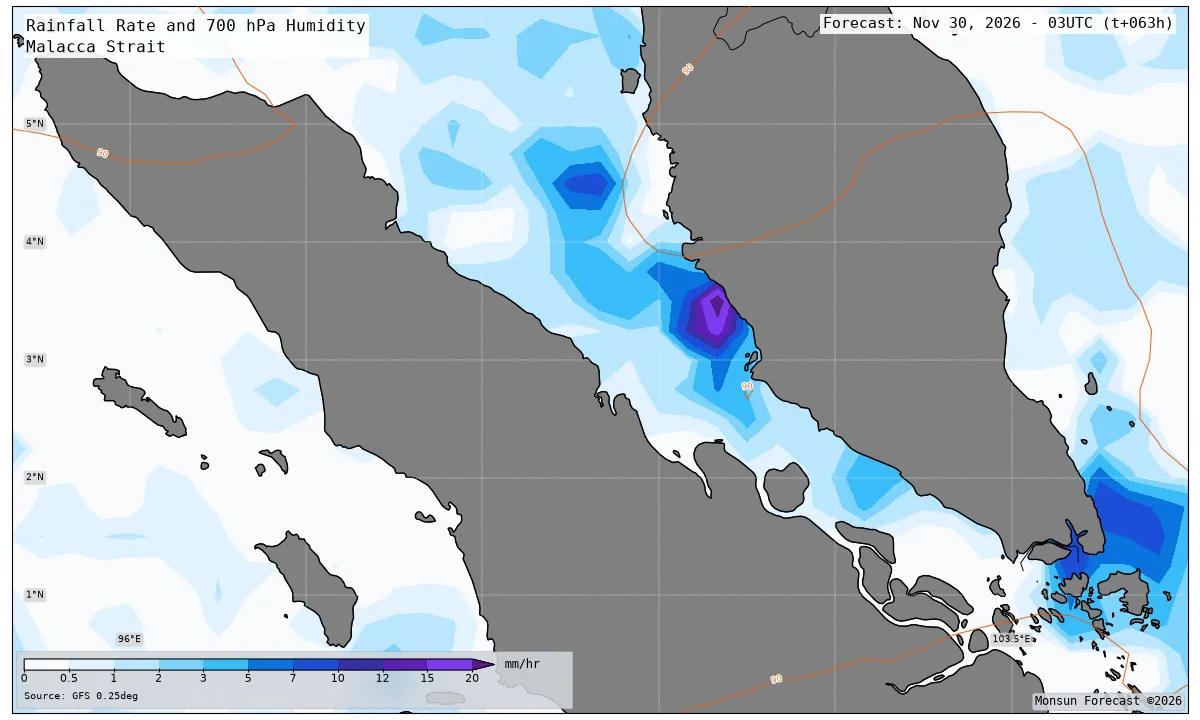 Rainfall Rate and 700 hPa Humidity
Malacca Strait
Forecast: Nov 30, 2026 - 03UTC (t+063h)
90
5°N
90
4°N
3°N
90
2°N
1°N
96°E
103.5°E
90
mm/hr
0 0.5 1 2 3 5 7 10 12 15 20
Source: GFS 0.25deg
Monsun Forecast ©2026